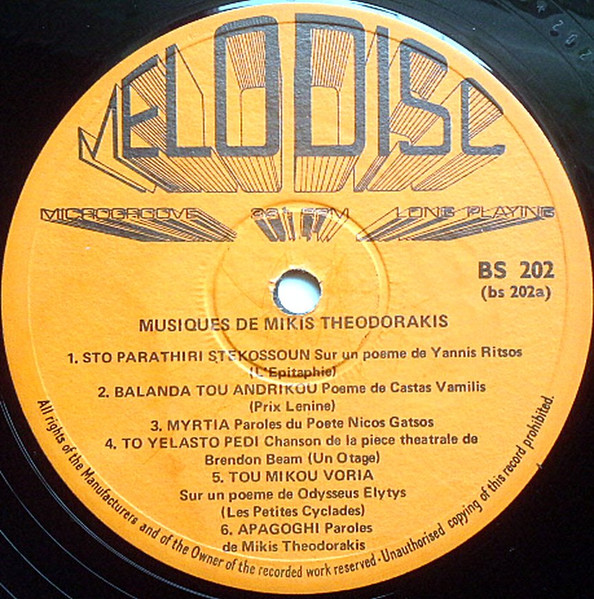 MELODISC
MICROGROOVE 33⅓ RPM LONG PLAYING
BS 202
(bs 202a)
MUSIQUES DE MIKIS THEODORAKIS
1. STO PARATHIRI STEKOSSOUN Sur un poeme de Yannis Ritsos
(L'Epitaphie)
2. BALANDA TOU ANDRIKOU Poeme de Castas Vamilis
(Prix Lenine)
3. MYRTIA Paroles du Poete Nicos Gatsos
4. TO YELASTO PEDI Chanson de la piece theatrale de
Brendon Beam (Un Otage)
5. TOU MIKOU VORIA
Sur un poeme de Odysseus Elytys
(Les Petites Cyclades)
6. APAGOGHI Paroles
de Mikis Theodorakis
All rights of the Manufacturers and of the Owner of the recorded work reserved - Unauthorised copying of this record prohibited.